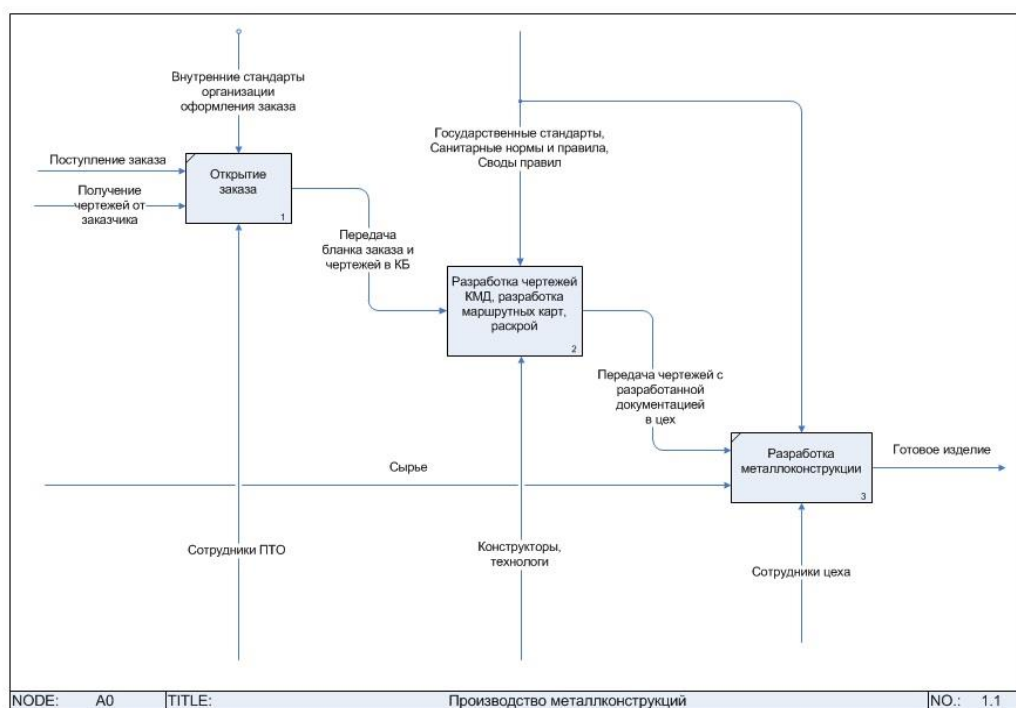 Внутренние стандарты
организации
оформления заказа
Государственные стандарты,
Санитарные нормы и правила,
Своды правил
Поступление заказа
Получение
чертежей от
заказчика
Открытие
заказа
1
Передача
бланка заказа и
чертежей в КБ
Разработка чертежей
КМД, разработка
маршрутных карт,
раскрой
2
Передача чертежей с
разработанной
документацией
в цех
Разработка
металлоконструкции
3
Готовое изделие
Сырье
Сотрудники ПТО
Конструкторы,
технологи
Сотрудники цеха
NODE: A0 TITLE: Производство металлконструкций NO.: 1.1